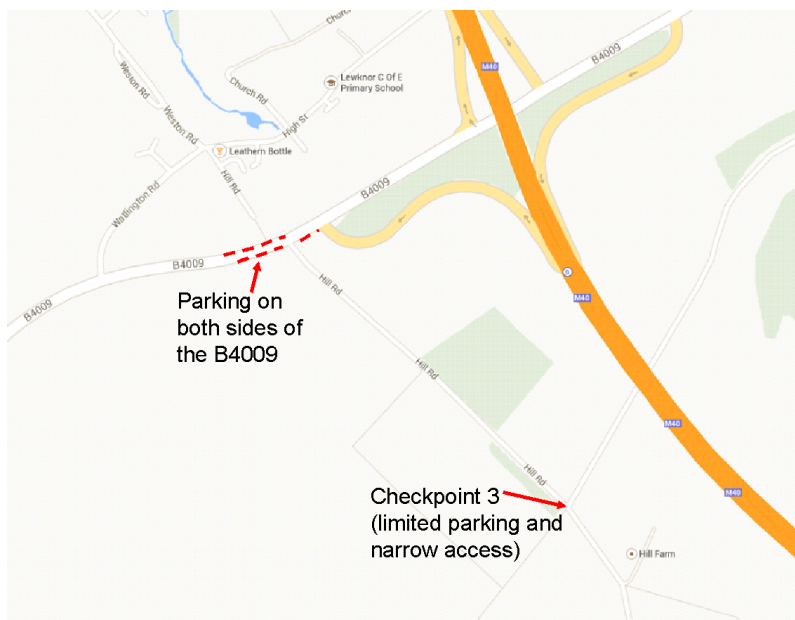 Church
M40
B4009
Weston Rd
Lewknor C Of E
Primary School
Church Rd
High St
Weston Rd
Leathern Bottle
Hill Rd
B4009
Watlington Rd
B4009
6
Hill Rd
M40
B4009
Parking on
both sides of
the B4009
Hill Rd
M40
Hill Rd
M40
Checkpoint 3
(limited parking and
narrow access)
Hill Farm